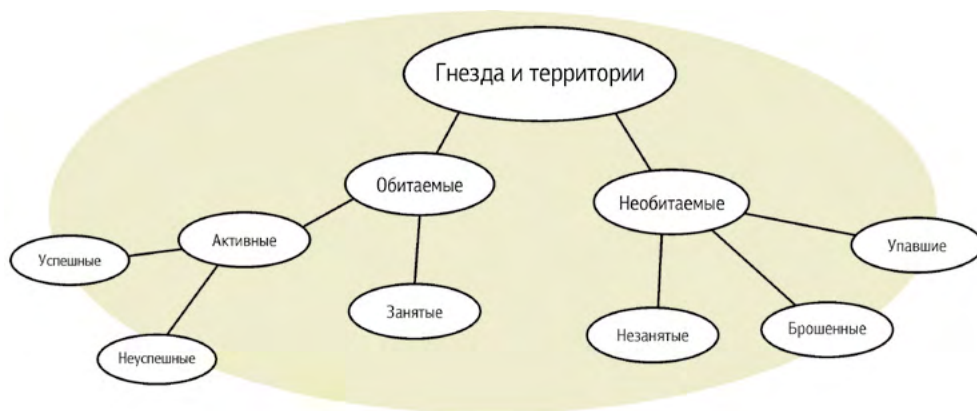 Гнезда и территории
Обитаемые
Необитаемые
Активные
Упавшие
Успешные
Занятые
Незанятые
Брошенные
Неуспешные